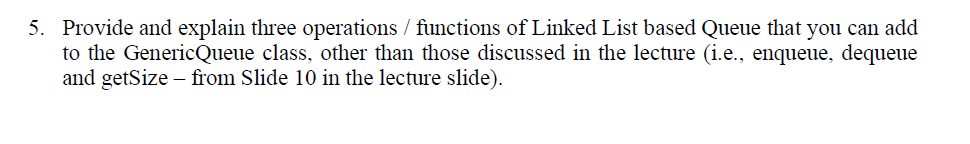 5. Provide and explain three operations / functions of Linked List based Queue that you can add
to the GenericQueue class, other than those discussed in the lecture (i.e., enqueue, dequeue
and getSize – from Slide 10 in the lecture slide).